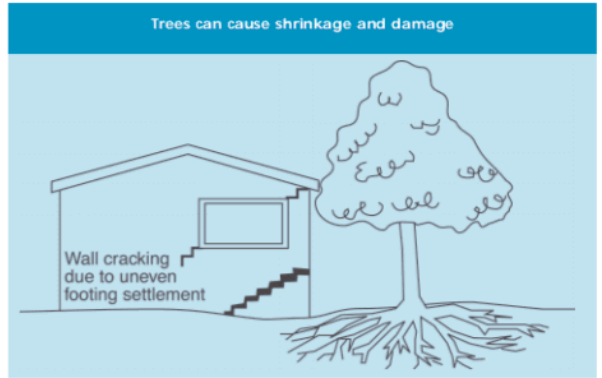 Trees can cause shrinkage and damage
Wall cracking
due to uneven
footing settlement